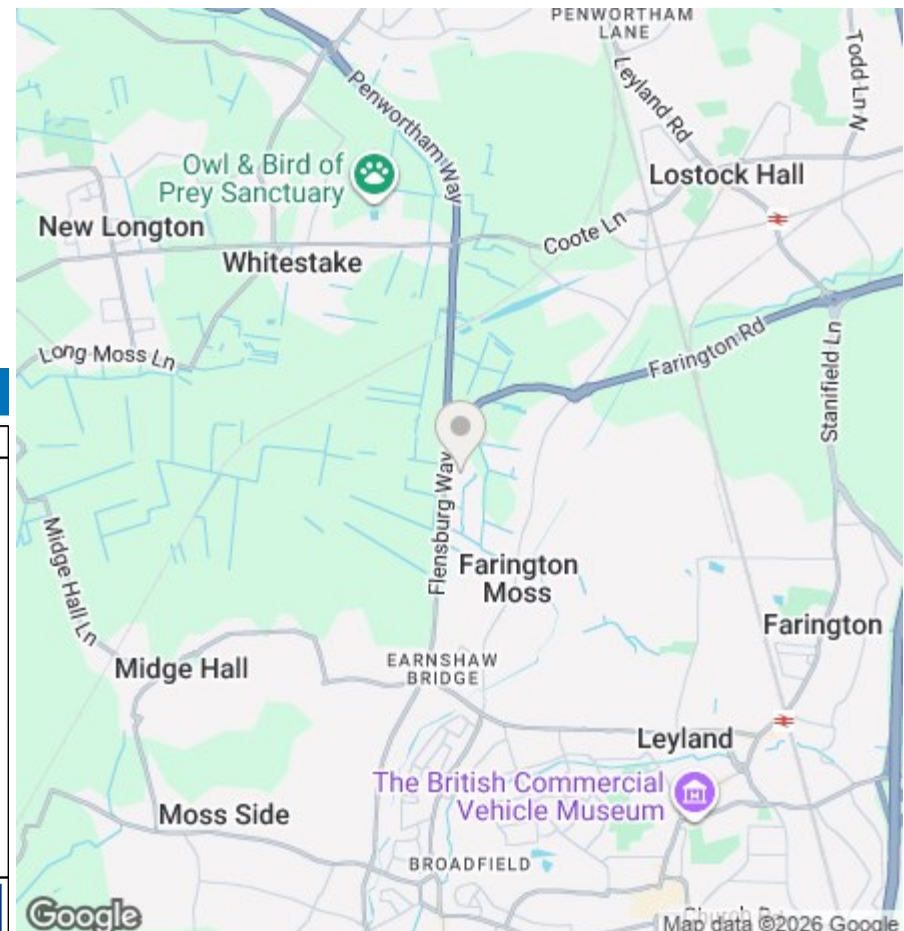 PENWORTHAM
LANE
Leyland Rd
Todd Ln N
Penwortham Way
Owl & Bird of
Prey Sanctuary
Lostock Hall
New Longton
Coote Ln
Whitestake
Long Moss Ln
Farington Rd
Stanifield Ln
Flensburg Way
Midge Hall Ln
Farington
Moss
Farington
Midge Hall
EARNSHAW
BRIDGE
Leyland
The British Commercial
Vehicle Museum
Moss Side
BROADFIELD
Google
Church Rd
Map data ©2026 Google